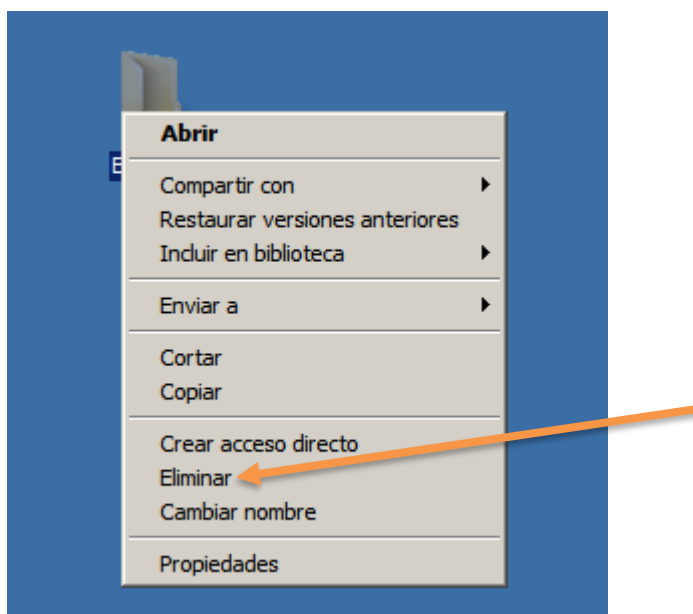 Abrir
Compartir con
Restaurar versiones anteriores
Incluir en biblioteca
Enviar a
Cortar
Copiar
Crear acceso directo
Eliminar
Cambiar nombre
Propiedades